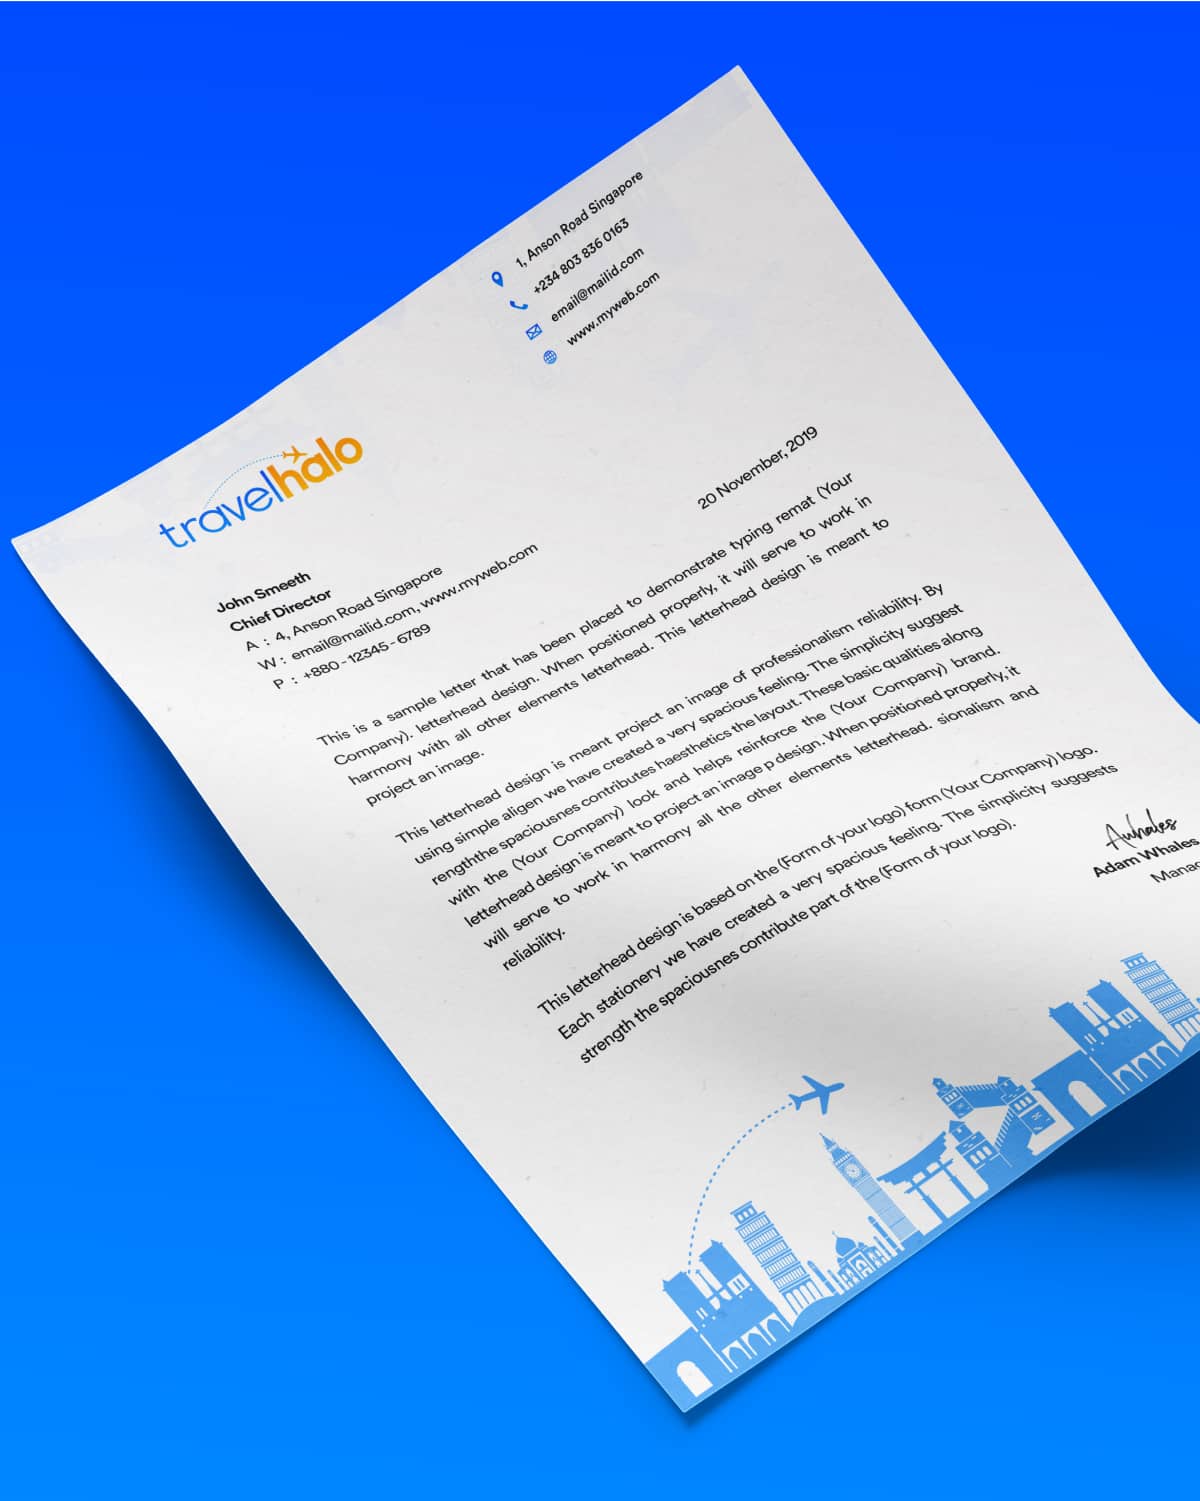 1, Anson Road Singapore
+234 803 836 0163
email@mailid.com
www.myweb.com
travelhalo
20 November, 2019
John Smeeth
Chief Director
A : 4, Anson Road Singapore
W : email@mailid.com, www.myweb.com
P : +880-12345-6789
This is a sample letter that has been placed to demonstrate typing remat (Your
Company). letterhead design. When positioned properly, it will serve to work in
harmony with all other elements letterhead. This letterhead design is meant to
project an image.
This letterhead design is meant project an image of professionalism reliability. By
using simple aligen we have created a very spacious feeling. The simplicity suggest
rengththe spaciousnes contributes haesthetics the layout. These basic qualities along
with the (Your Company) look and helps reinforce the (Your Company) brand.
letterhead design is meant to project an image p design. When positioned properly, it
will serve to work in harmony all the other elements letterhead. sionalism and
reliability.
This letterhead design is based on the (Form of your logo) form (Your Company) logo.
Each stationery we have created a very spacious feeling. The simplicity suggests
strength the spaciousnes contribute part of the (Form of your logo).
Awhales
Adam Whales
Manag